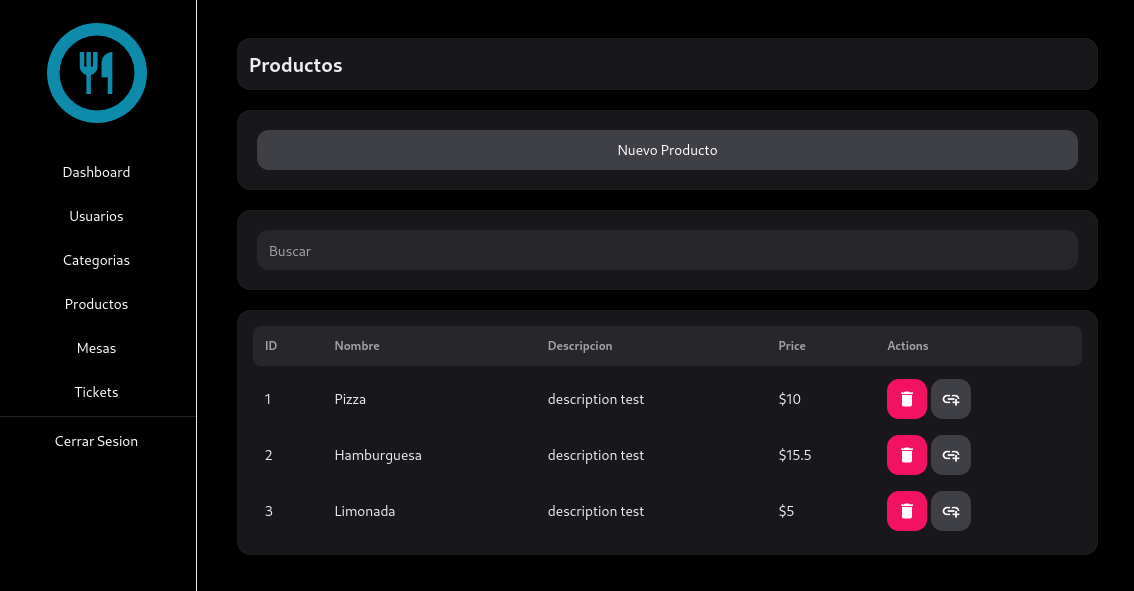 Dashboard
Usuarios
Categorias
Productos
Mesas
Tickets
Cerrar Sesion
Productos
Nuevo Producto
Buscar
ID Nombre Descripcion Price Actions
1 Pizza description test $10
2 Hamburguesa description test $15.5
3 Limonada description test $5